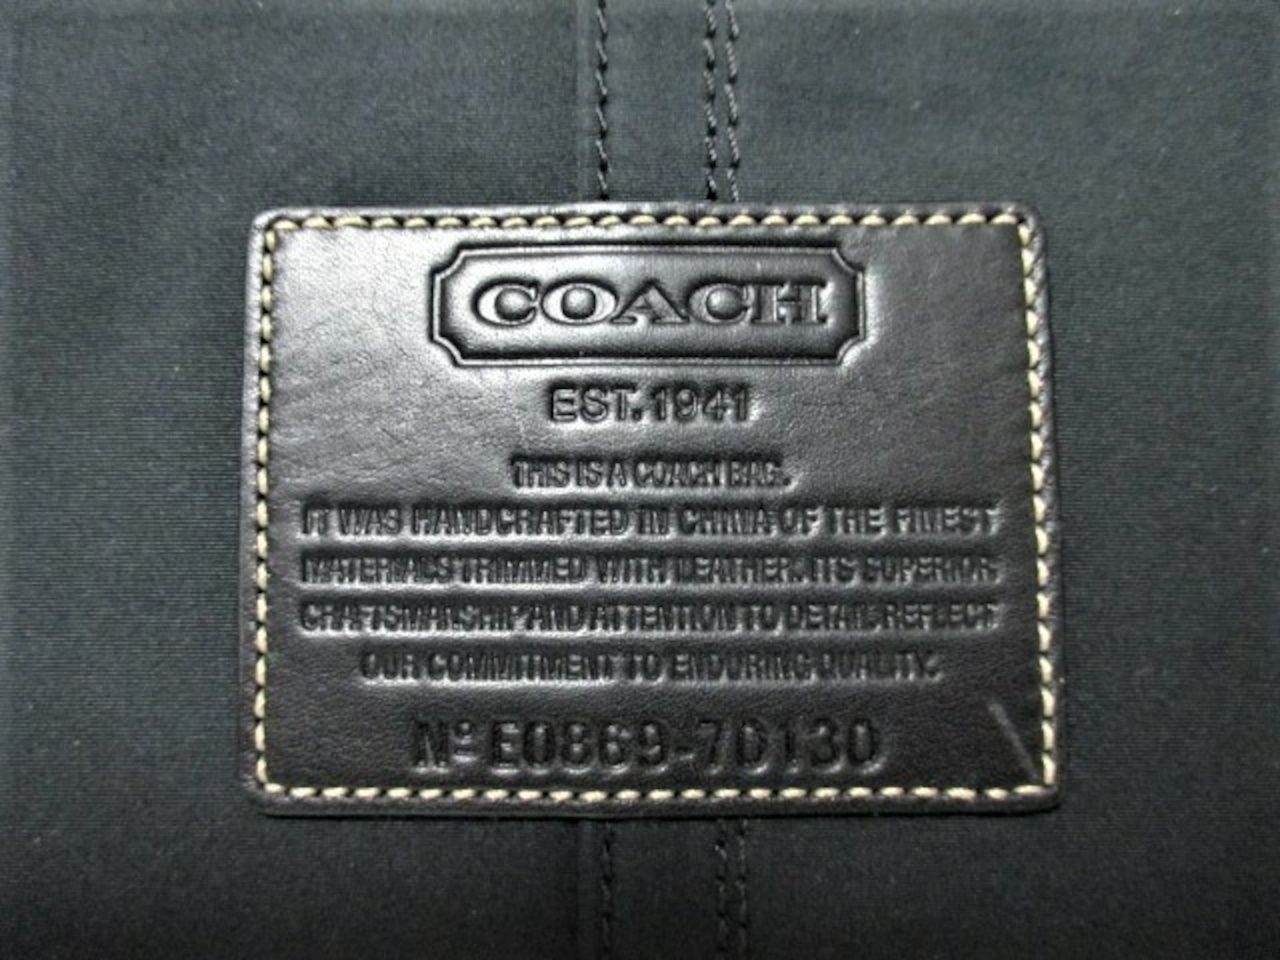 COACH
EST. 1941
THIS IS A COACH BAG.
IT WAS HANDCRAFTED IN CHINA OF THE FINEST
MATERIALS TRIMMED WITH LEATHER. ITS SUPERIOR
CRAFTSMANSHIP AND ATTENTION TO DETAIL REFLECT
OUR COMMITMENT TO ENDURING QUALITY.
Nº E0869-7D130